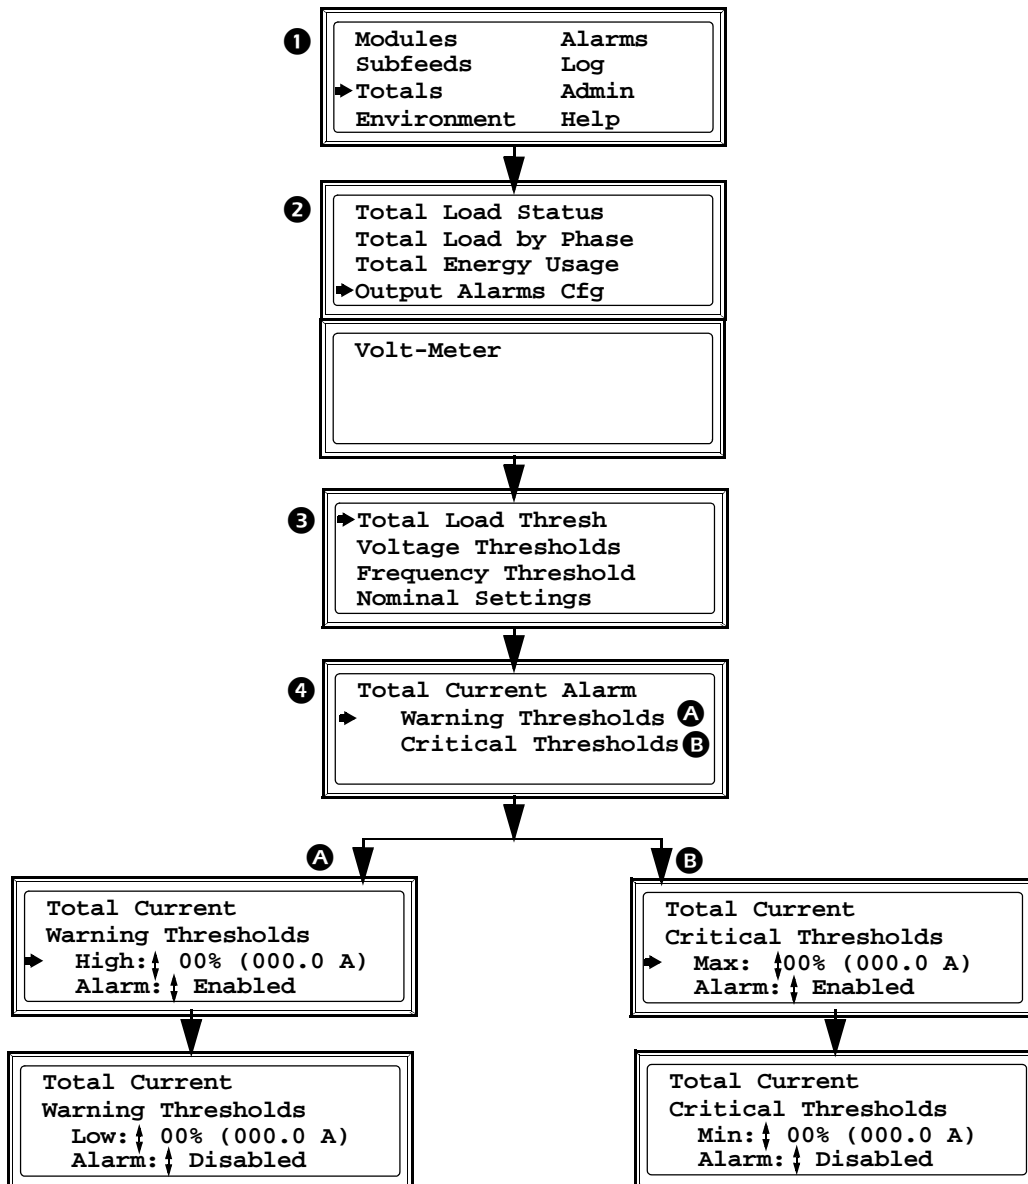 ❶
Modules Alarms
Subfeeds Log
Totals Admin
Environment Help
❷
Total Load Status
Total Load by Phase
Total Energy Usage
Output Alarms Cfg
Volt-Meter
❸
Total Load Thresh
Voltage Thresholds
Frequency Threshold
Nominal Settings
❹
Total Current Alarm
Warning Thresholds A
Critical Thresholds B
A
Total Current
Warning Thresholds
High: 00% (000.0 A)
Alarm: Enabled
Total Current
Warning Thresholds
Low: 00% (000.0 A)
Alarm: Disabled
B
Total Current
Critical Thresholds
Max: 00% (000.0 A)
Alarm: Enabled
Total Current
Critical Thresholds
Min: 00% (000.0 A)
Alarm: Disabled